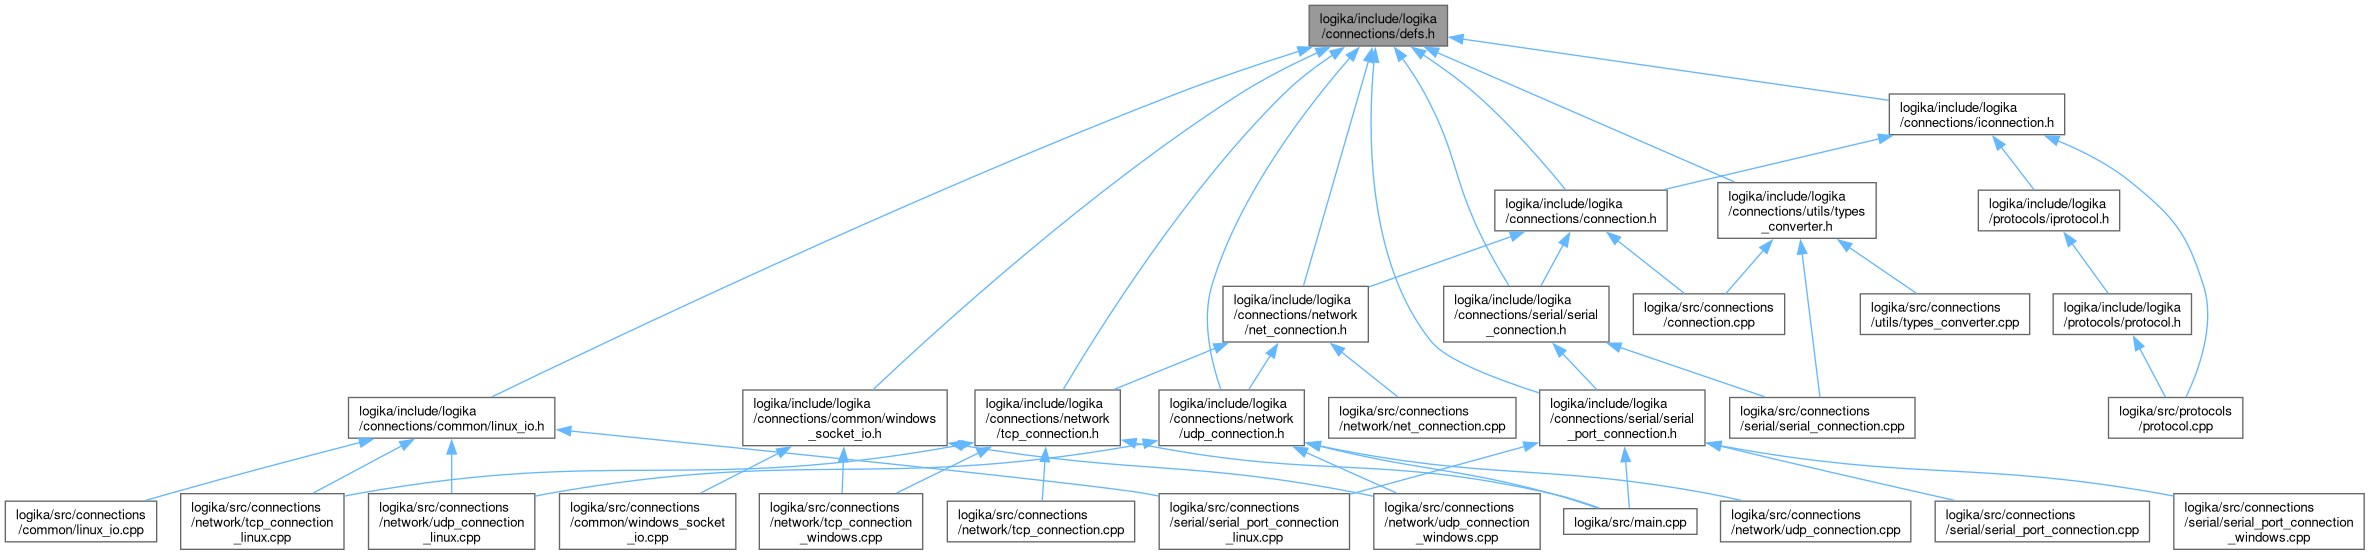 logika/include/logika
/connections/defs.h
logika/include/logika
/connections/iconnection.h
logika/include/logika
/connections/connection.h
logika/include/logika
/connections/utils/types
_converter.h
logika/include/logika
/protocols/iprotocol.h
logika/include/logika
/connections/network
/net_connection.h
logika/include/logika
/connections/serial/serial
_connection.h
logika/src/connections
/connection.cpp
logika/src/connections
/utils/types_converter.cpp
logika/include/logika
/protocols/protocol.h
logika/include/logika
/connections/common/linux_io.h
logika/include/logika
/connections/common/windows
_socket_io.h
logika/include/logika
/connections/network
/tcp_connection.h
logika/include/logika
/connections/network
/udp_connection.h
logika/src/connections
/network/net_connection.cpp
logika/include/logika
/connections/serial/serial
_port_connection.h
logika/src/connections
/serial/serial_connection.cpp
logika/src/protocols
/protocol.cpp
logika/src/connections
/common/linux_io.cpp
logika/src/connections
/network/tcp_connection
_linux.cpp
logika/src/connections
/network/udp_connection
_linux.cpp
logika/src/connections
/common/windows_socket
_io.cpp
logika/src/connections
/network/tcp_connection
_windows.cpp
logika/src/connections
/network/tcp_connection.cpp
logika/src/connections
/serial/serial_port_connection
_linux.cpp
logika/src/connections
/network/udp_connection
_windows.cpp
logika/src/main.cpp
logika/src/connections
/network/udp_connection.cpp
logika/src/connections
/serial/serial_port_connection.cpp
logika/src/connections
/serial/serial_port_connection
_windows.cpp